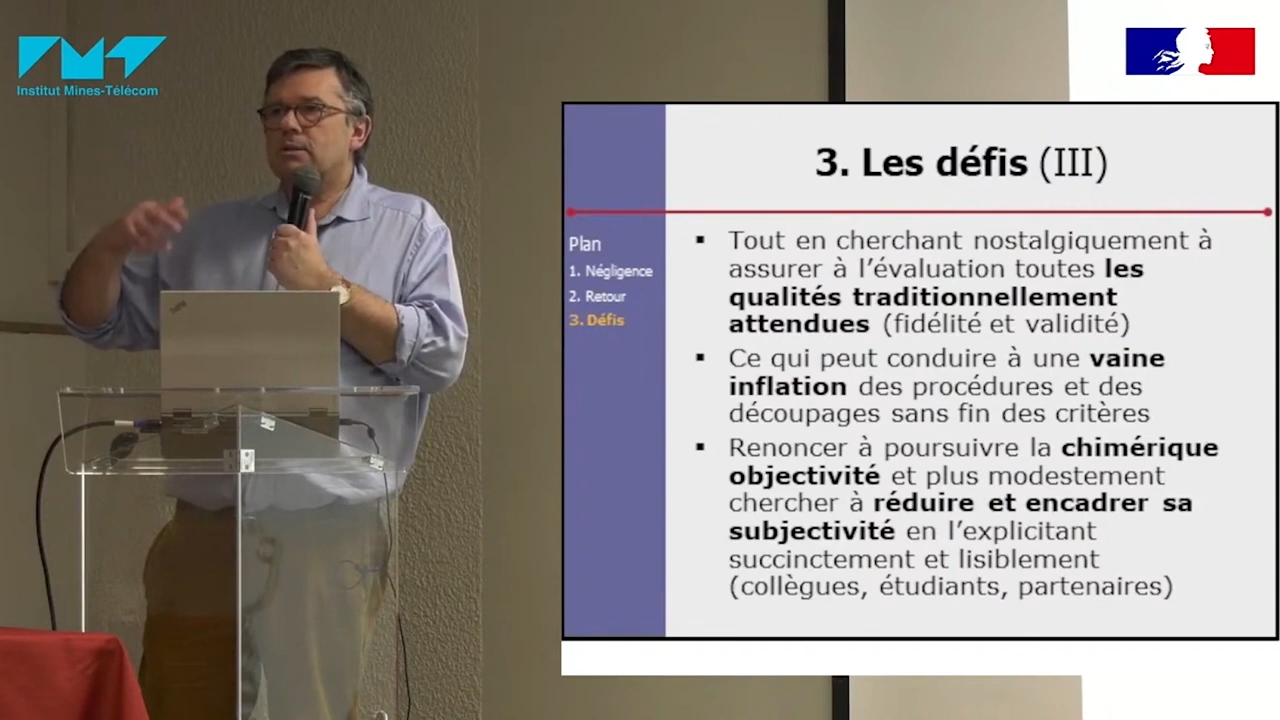 IMT
Institut Mines-Télécom
3. Les défis (III)
Plan
1. Négligence
2. Retour
3. Défis
▪ Tout en cherchant nostalgiquement à
assurer à l’évaluation toutes les
qualités traditionnellement
attendues (fidélité et validité)
▪ Ce qui peut conduire à une vaine
inflation des procédures et des
découpages sans fin des critères
▪ Renoncer à poursuivre la chimérique
objectivité et plus modestement
chercher à réduire et encadrer sa
subjectivité en l’explicitant
succinctement et lisiblement
(collègues, étudiants, partenaires)